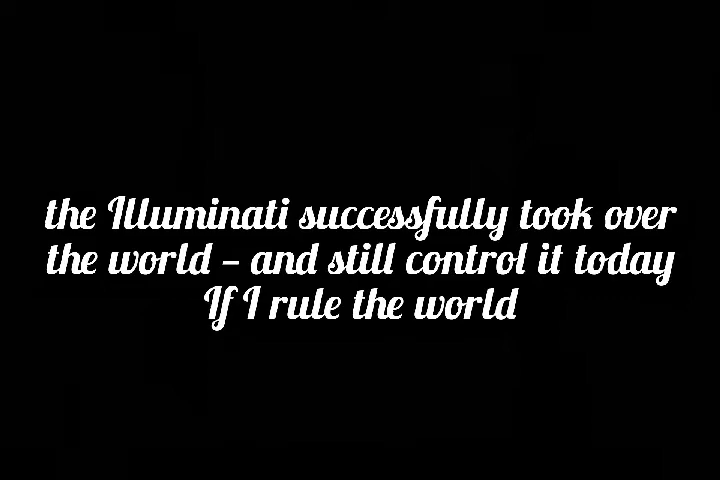 the Illuminati successfully took over
the world – and still control it today
If I rule the world